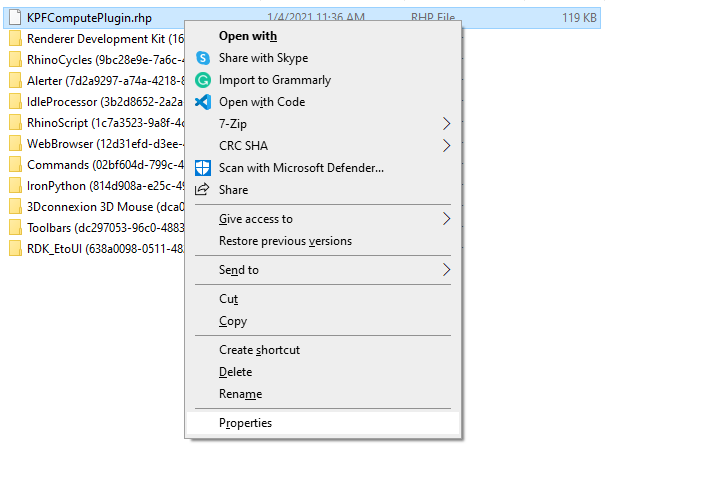 KPFComputePlugin.rhp 1/4/2021 11:36 AM RHP File 119 KB
Renderer Development Kit (16
RhinoCycles (9bc28e9e-7a6c-4
Alerter (7d2a9297-a74a-4218-8
IdleProcessor (3b2d8652-2a2a
RhinoScript (1c7a3523-9a8f-4c
WebBrowser (12d31efd-d3ee-4
Commands (02bf604d-799c-4
IronPython (814d908a-e25c-49
3Dconnexion 3D Mouse (dca0
Toolbars (dc297053-96c0-4883
RDK_EtoUI (638a0098-0511-48
Open with
Share with Skype
Import to Grammarly
Open with Code
7-Zip
CRC SHA
Scan with Microsoft Defender...
Share
Give access to
Restore previous versions
Send to
Cut
Copy
Create shortcut
Delete
Rename
Properties